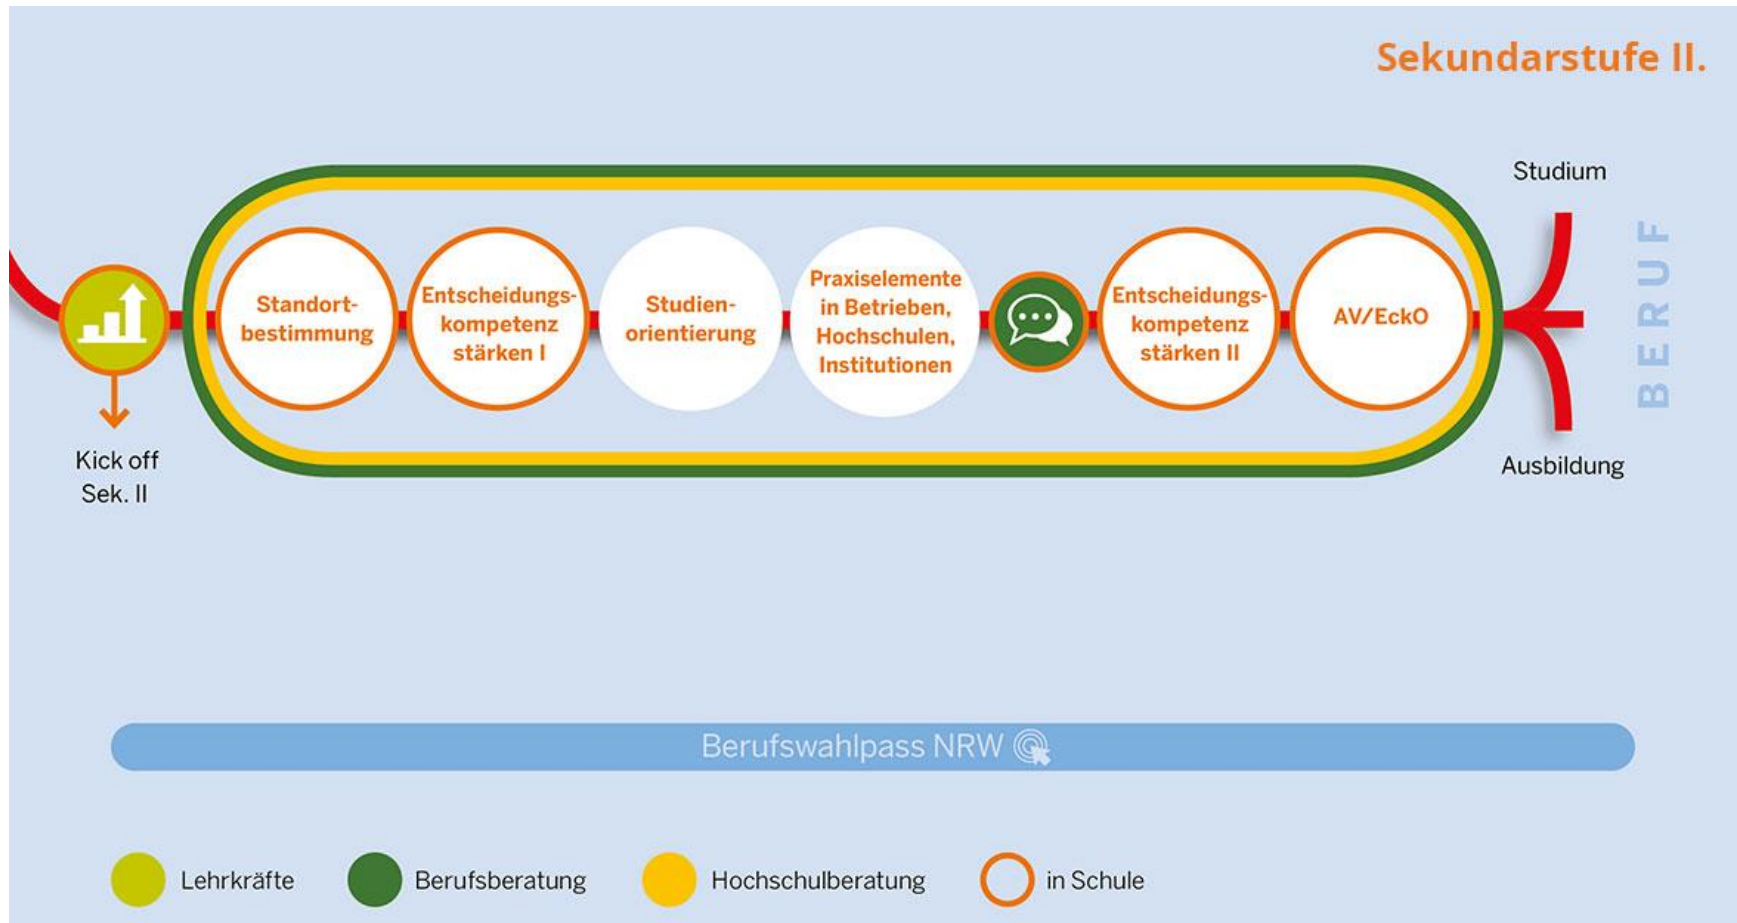 Sekundarstufe II.
Studium
BERUF
Standort-
bestimmung
Entscheidungs-
kompetenz
stärken I
Studien-
orientierung
Praxiselemente
in Betrieben,
Hochschulen,
Institutionen
Entscheidungs-
kompetenz
stärken II
AV/EckO
Kick off
Sek. II
Ausbildung
Berufswahlpass NRW
Lehrkräfte
Berufsberatung
Hochschulberatung
in Schule